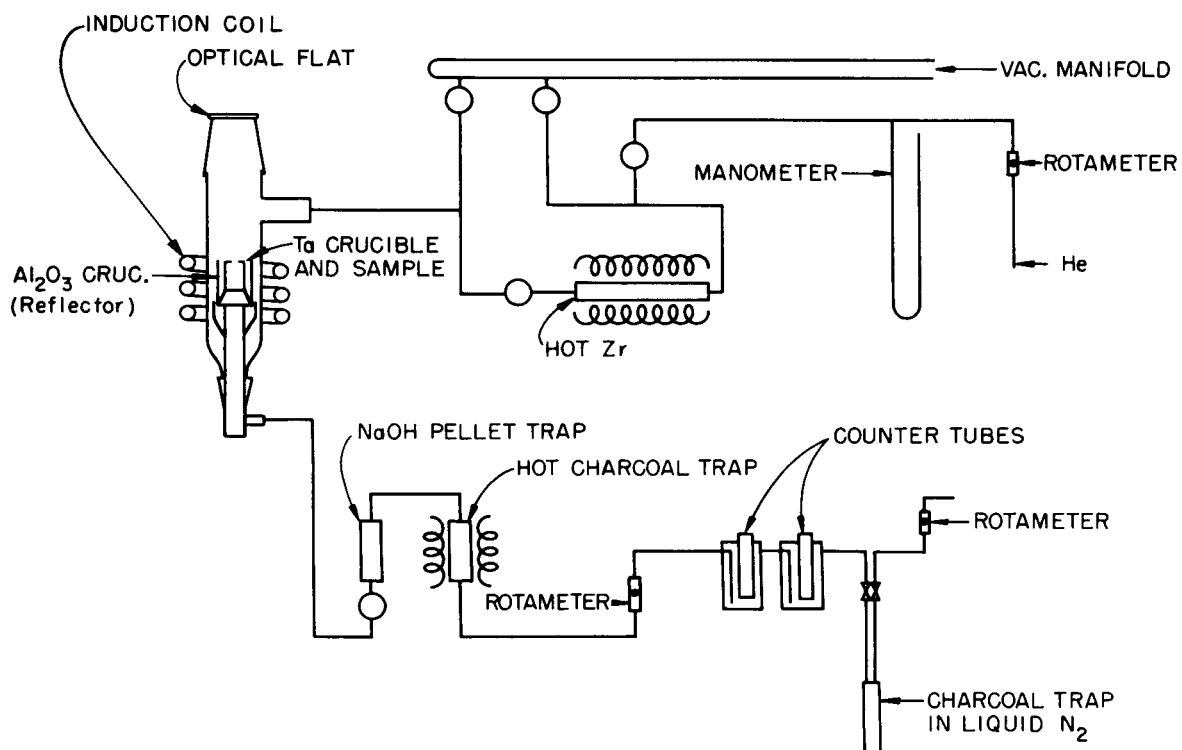 INDUCTION COIL
OPTICAL FLAT
VAC. MANIFOLD
MANOMETER
ROTAMETER
Ta CRUCIBLE
AND SAMPLE
Al₂O₃ CRUC.
(Reflector)
He
HOT Zr
NaOH PELLET TRAP
COUNTER TUBES
HOT CHARCOAL TRAP
ROTAMETER
ROTAMETER
CHARCOAL TRAP
IN LIQUID N₂